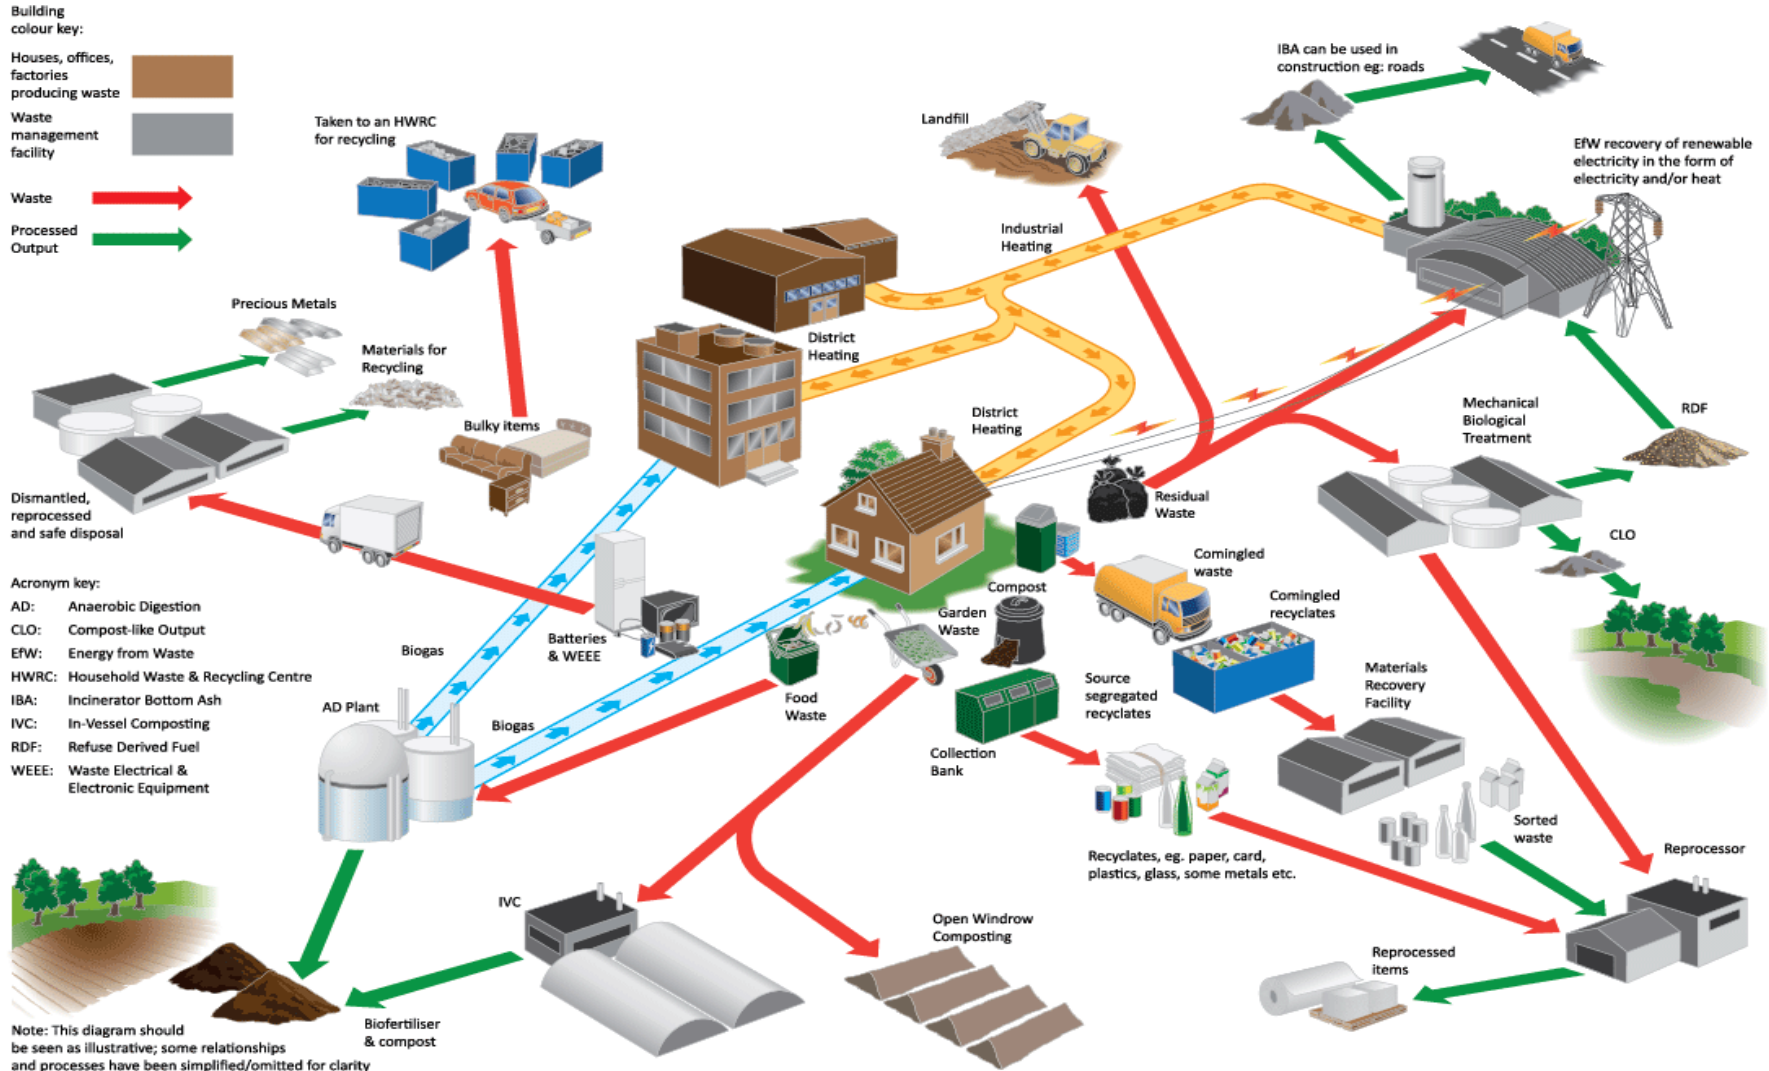 Building
colour key:
Houses, offices,
factories
producing waste
Waste
management
facility
Waste
Processed
Output
Taken to an HWRC
for recycling
Landfill
IBA can be used in
construction eg: roads
EfW recovery of renewable
electricity in the form of
electricity and/or heat
Industrial
Heating
Precious Metals
Materials for
Recycling
District
Heating
Bulky items
District
Heating
Mechanical
Biological
Treatment
RDF
Dismantled,
reprocessed
and safe disposal
Residual
Waste
CLO
Comingled
waste
Comingled
recyclates
Compost
Garden
Waste
Batteries
& WEEE
Biogas
Acronym key:
AD: Anaerobic Digestion
CLO: Compost-like Output
EfW: Energy from Waste
HWRC: Household Waste & Recycling Centre
IBA: Incinerator Bottom Ash
IVC: In-Vessel Composting
RDF: Refuse Derived Fuel
WEEE: Waste Electrical &
Electronic Equipment
AD Plant
Biogas
Food
Waste
Source
segregated
recyclates
Materials
Recovery
Facility
Collection
Bank
Sorted
waste
Recyclates, eg. paper, card,
plastics, glass, some metals etc.
Reprocessor
IVC
Open Windrow
Composting
Reprocessed
items
Biofertiliser
& compost
Note: This diagram should
be seen as illustrative; some relationships
and processes have been simplified/omitted for clarity